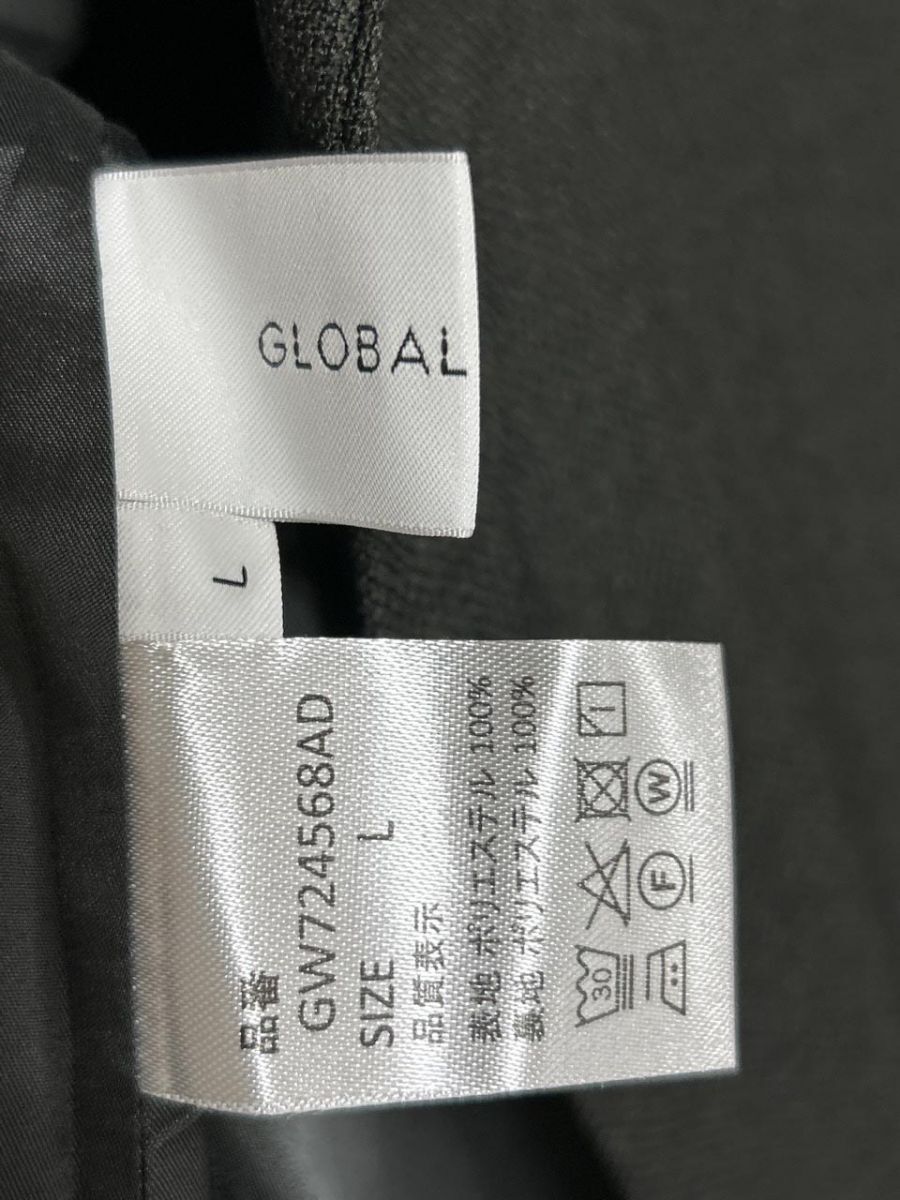 GLOBAL
L
品番
GW724568AD
SIZE L
品質表示
表地 ポリエステル 100%
裏地 ポリエステル 100%
30
F W